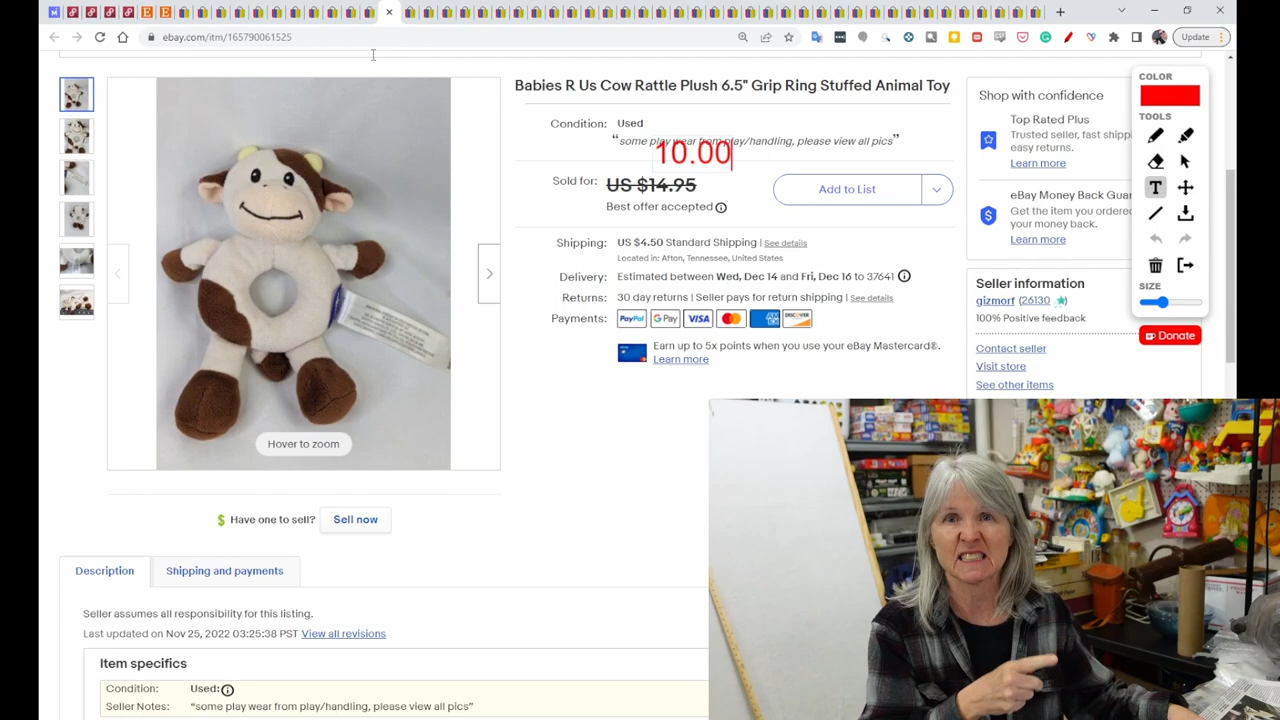 ebay.com/itm/165790061525
Update
Babies R Us Cow Rattle Plush 6.5" Grip Ring Stuffed Animal Toy
Condition: Used
“some play wear from play/handling, please view all pics”
10.00
Sold for: US $14.95
Best offer accepted
Add to List
Shipping: US $4.50 Standard Shipping | See details
Located in: Afton, Tennessee, United States
Delivery: Estimated between Wed, Dec 14 and Fri, Dec 16 to 37641
Returns: 30 day returns | Seller pays for return shipping | See details
Payments: PayPal G Pay VISA
DISCOVER
Earn up to 5x points when you use your eBay Mastercard®.
Learn more
Shop with confidence
Top Rated Plus
Trusted seller, fast shipp
easy returns.
Learn more
eBay Money Back Guar
Get the item you ordered
your money back.
Learn more
Seller information
gizmorf (26130)
100% Positive feedback
Contact seller
Visit store
See other items
COLOR
TOOLS
T
SIZE
Donate
Hover to zoom
Have one to sell? Sell now
Description
Shipping and payments
Seller assumes all responsibility for this listing.
Last updated on Nov 25, 2022 03:25:38 PST View all revisions
Item specifics
Condition: Used:
Seller Notes: “some play wear from play/handling, please view all pics”